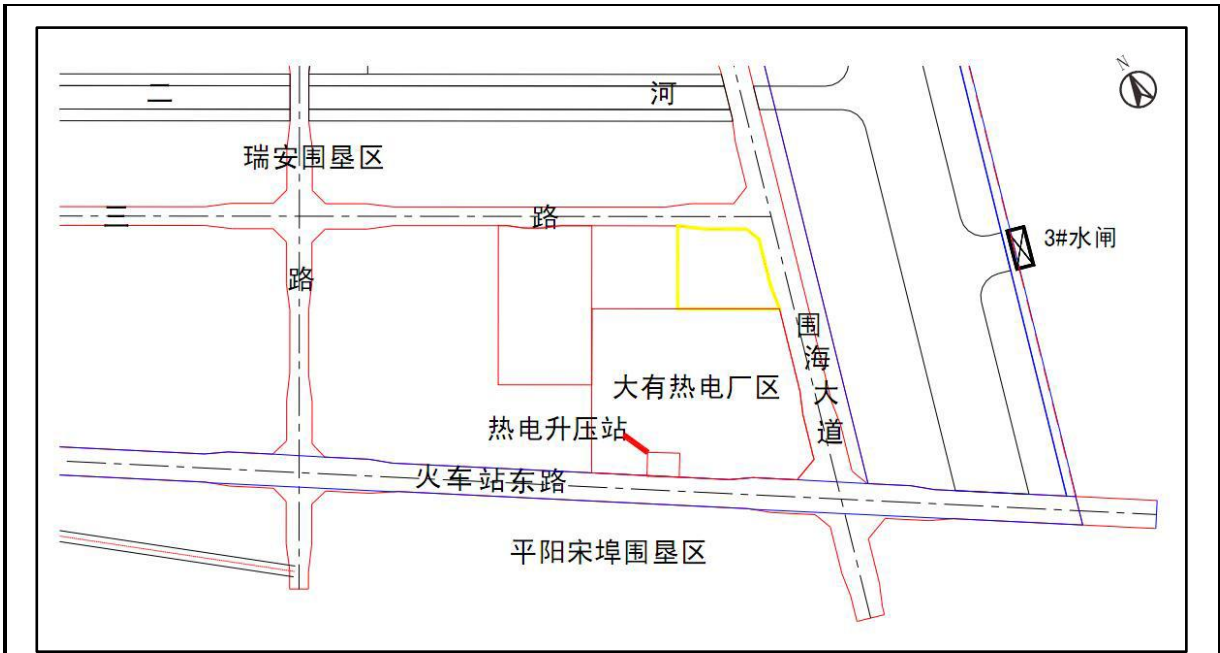 N
二 河
瑞安围垦区
三 路
3#水闸
路
围海大道
大有热电厂区
热电升压站
火车站东路
平阳宋埠围垦区